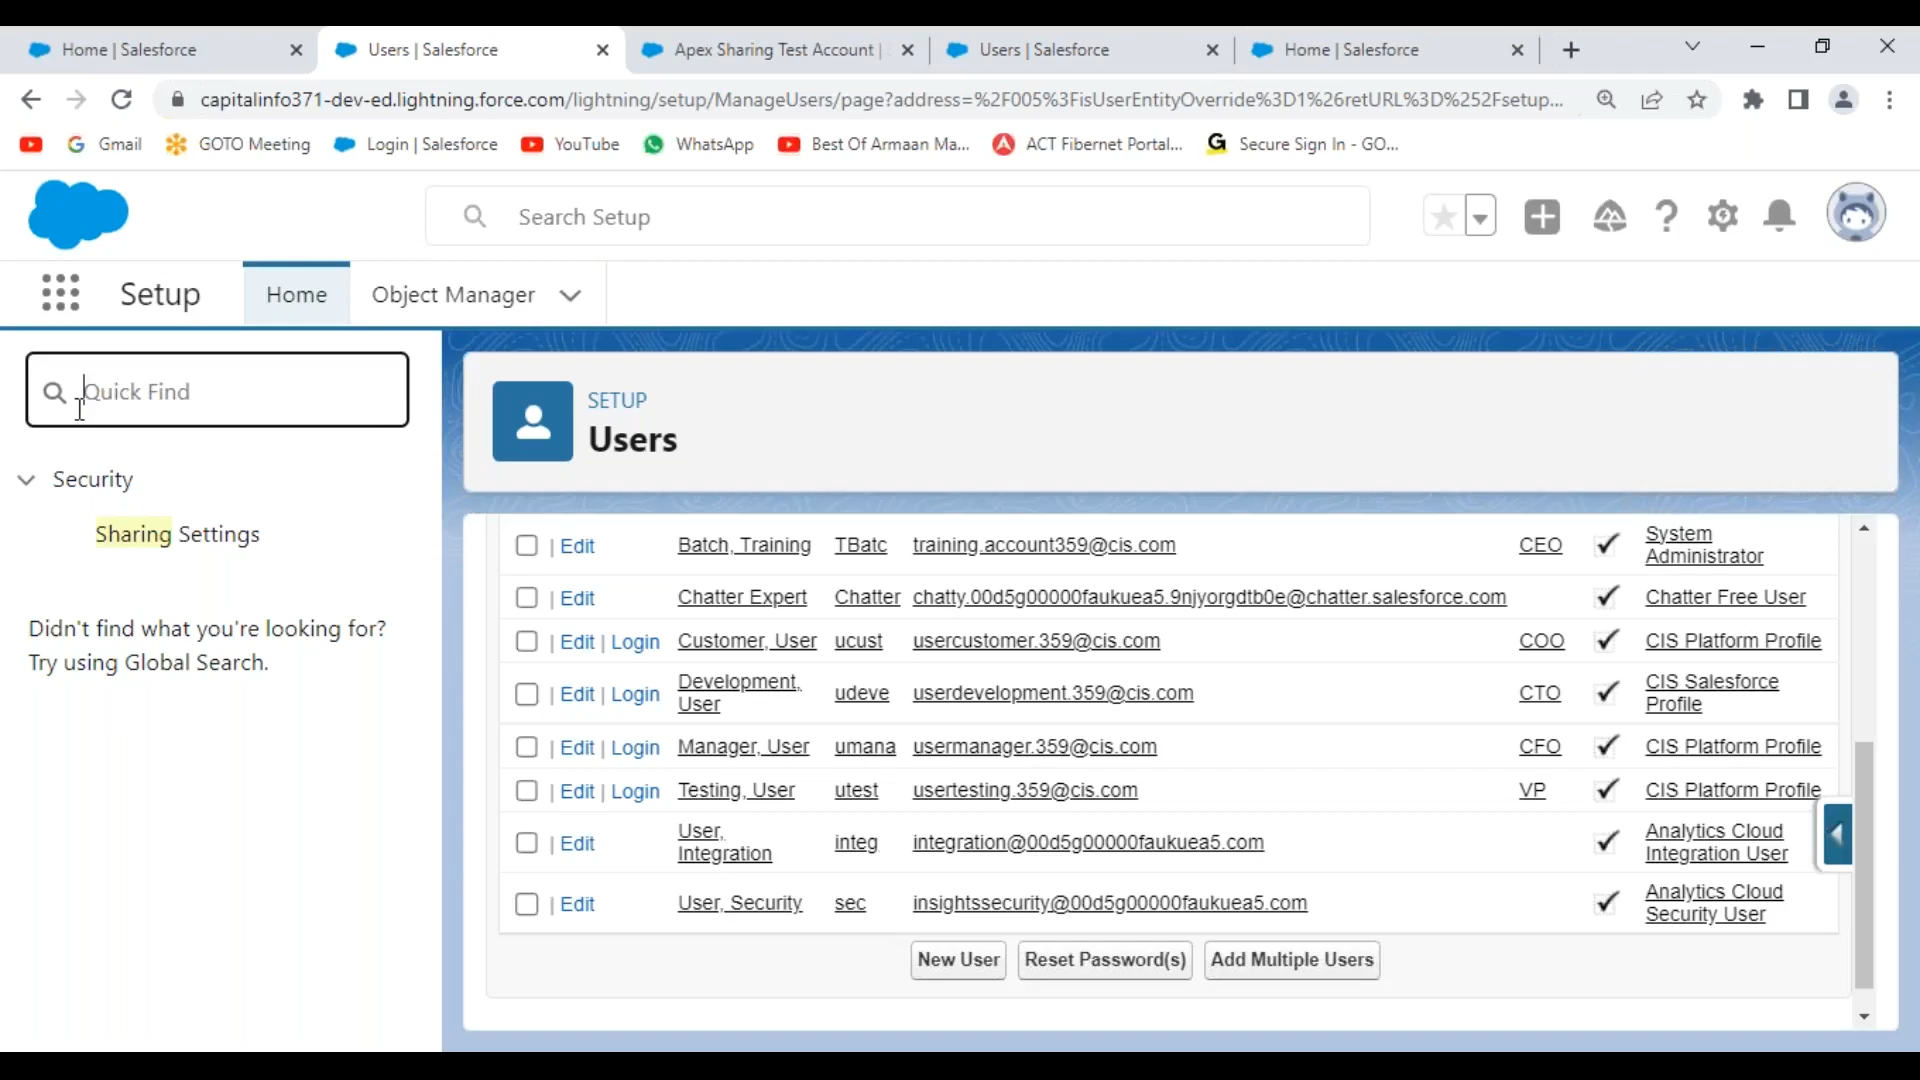 Home | Salesforce
Users | Salesforce
Apex Sharing Test Account |
Users | Salesforce
Home | Salesforce
capitalinfo371-dev-ed.lightning.force.com/lightning/setup/ManageUsers/page?address=%2F005%3FisUserEntityOverride%3D1%26retURL%3D%252Fsetup...
Gmail
GOTO Meeting
Login | Salesforce
YouTube
WhatsApp
Best Of Armaan Ma...
ACT Fibernet Portal...
Secure Sign In - GO...
Search Setup
Setup
Home
Object Manager
Quick Find
Security
Sharing Settings
Didn't find what you're looking for?
Try using Global Search.
SETUP
Users
| Edit Batch, Training TBatc training.account359@cis.com CEO System Administrator
| Edit Chatter Expert Chatter chatty.00d5g00000faukuea5.9njyorgdtb0e@chatter.salesforce.com Chatter Free User
| Edit | Login Customer, User ucust usercustomer.359@cis.com COO CIS Platform Profile
| Edit | Login Development, User udeve userdevelopment.359@cis.com CTO CIS Salesforce Profile
| Edit | Login Manager, User umana usermanager.359@cis.com CFO CIS Platform Profile
| Edit | Login Testing, User utest usertesting.359@cis.com VP CIS Platform Profile
| Edit User, Integration integ integration@00d5g00000faukuea5.com Analytics Cloud Integration User
| Edit User, Security sec insightssecurity@00d5g00000faukuea5.com Analytics Cloud Security User
New User
Reset Password(s)
Add Multiple Users